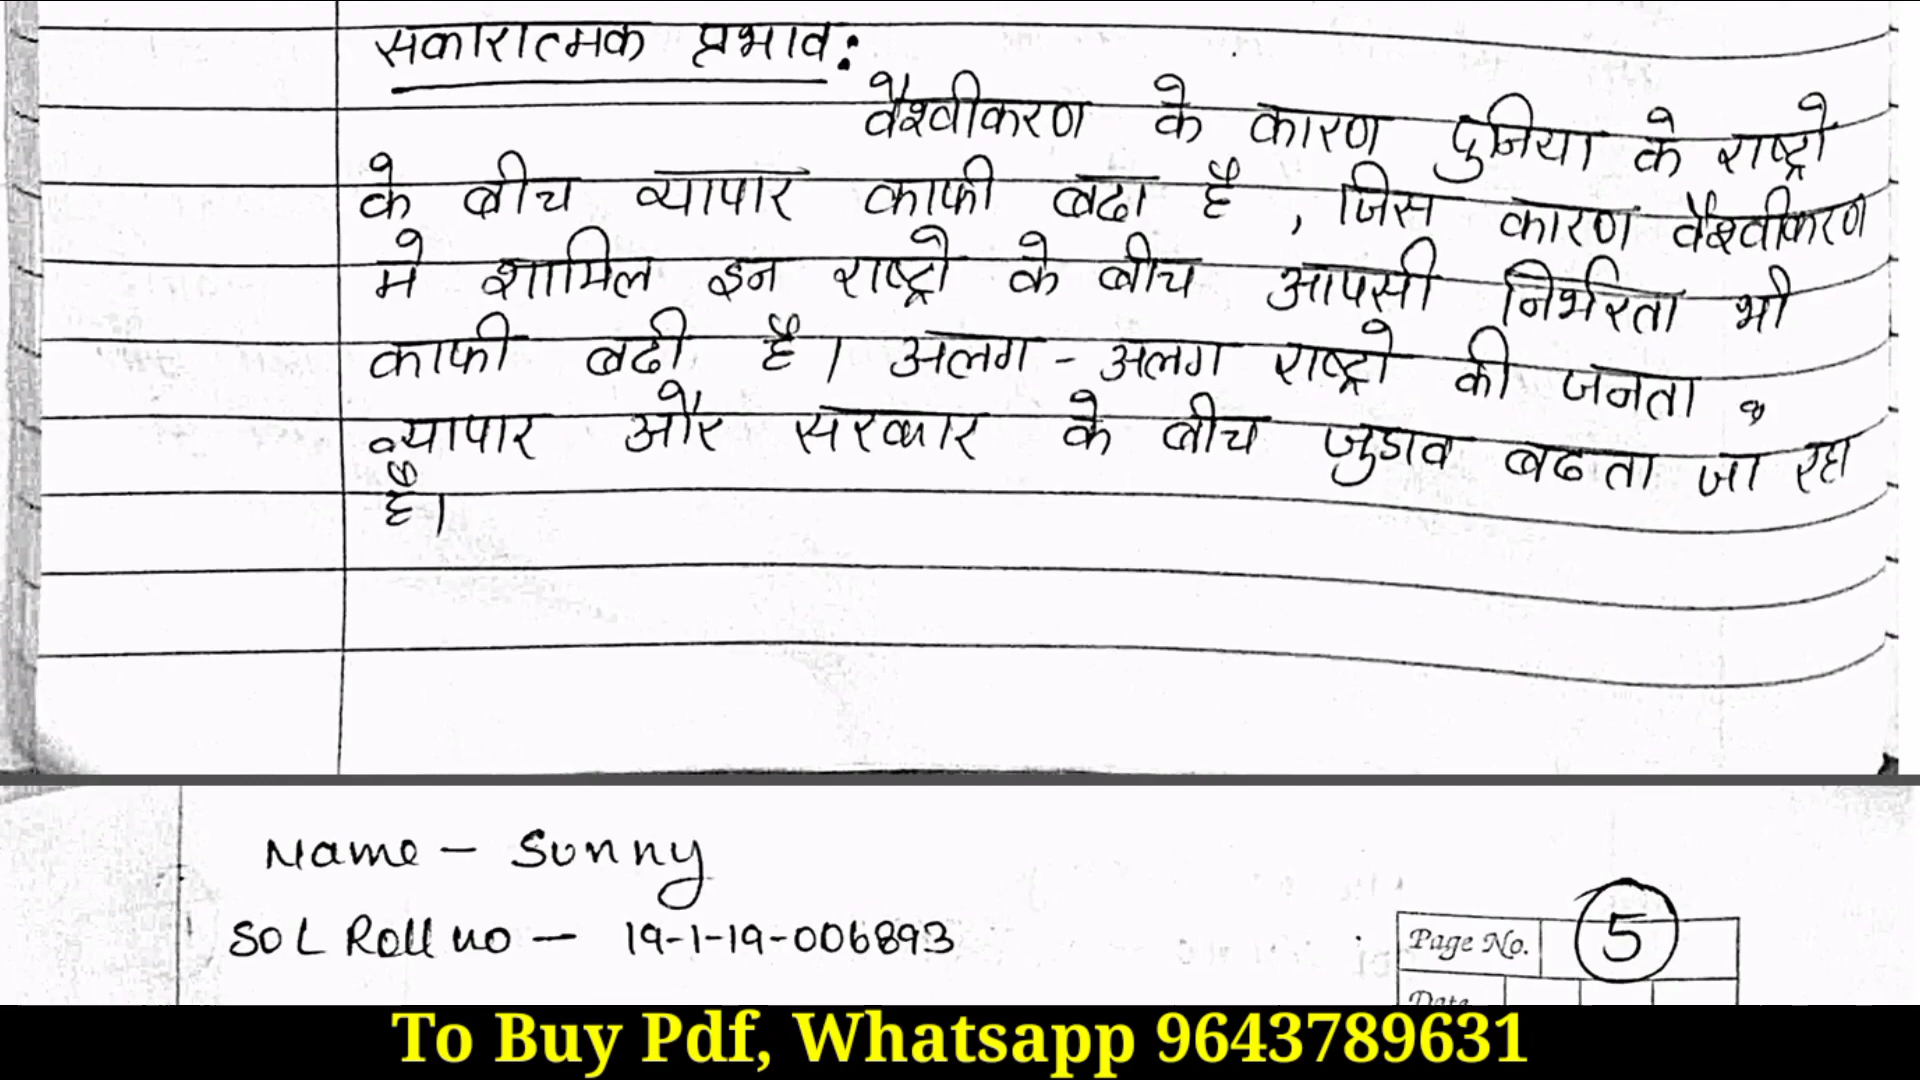 सकारात्मक प्रभाव:
वैश्वीकरण के कारण दुनिया के राष्ट्रो
के बीच व्यापार काफी बढा है , जिस कारण वैश्वीकरण
मे शामिल इन राष्ट्रो के बीच आपसी निर्भरता भी
काफी बढी है । अलग - अलग राष्ट्रो की जनता ,
व्यापार और सरकार के बीच जुडाव बढता जा रहा
है।
Name - Sunny
SOL Roll no - 19-1-19-006893
Page No. 5
Date
To Buy Pdf, Whatsapp 9643789631